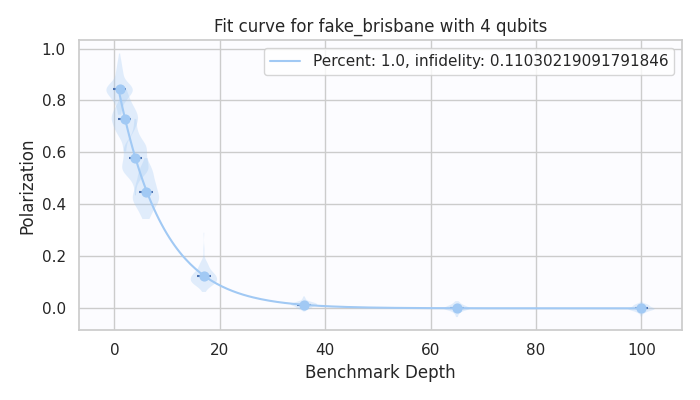 Fit curve for fake_brisbane with 4 qubits
Percent: 1.0, infidelity: 0.11030219091791846
1.0
0.8
0.6
0.4
0.2
0.0
Polarization
0 20 40 60 80 100
Benchmark Depth